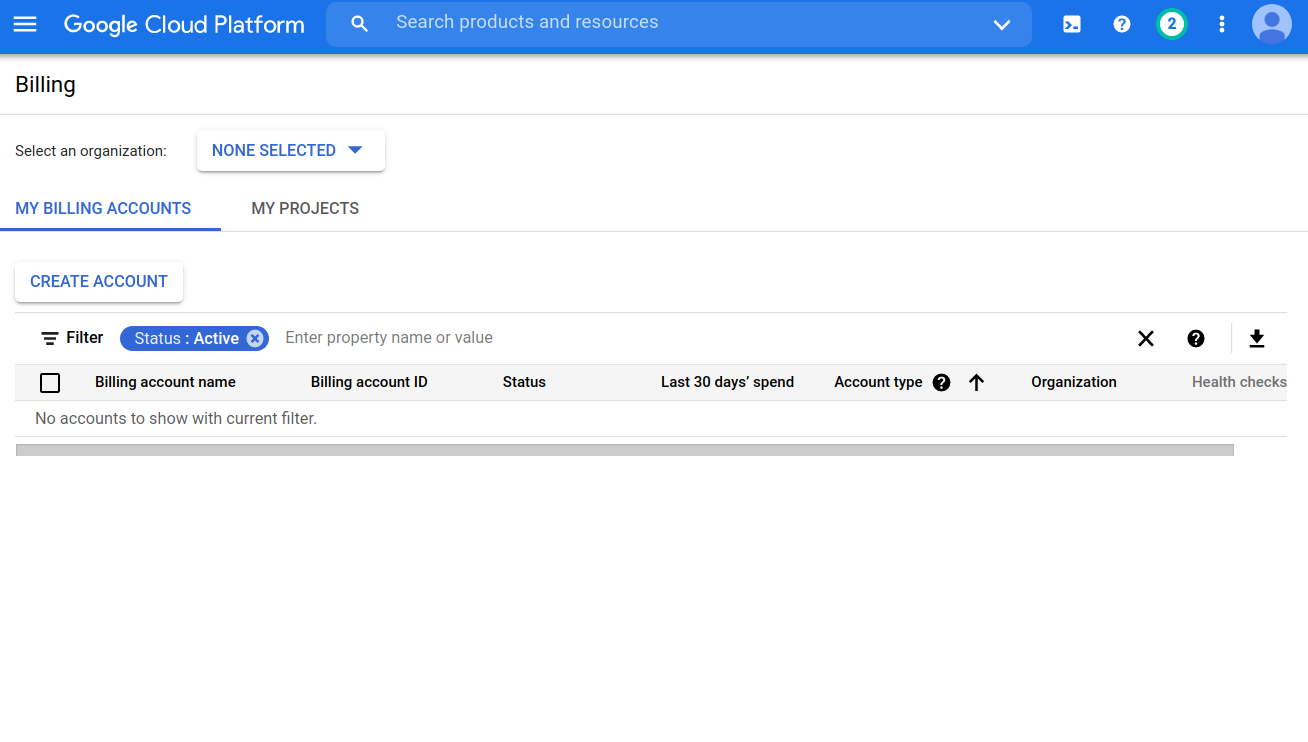 Google Cloud Platform Search products and resources 2
Billing
Select an organization: NONE SELECTED
MY BILLING ACCOUNTS MY PROJECTS
CREATE ACCOUNT
Filter Status : Active Enter property name or value
Billing account name Billing account ID Status Last 30 days’ spend Account type Organization Health checks
No accounts to show with current filter.